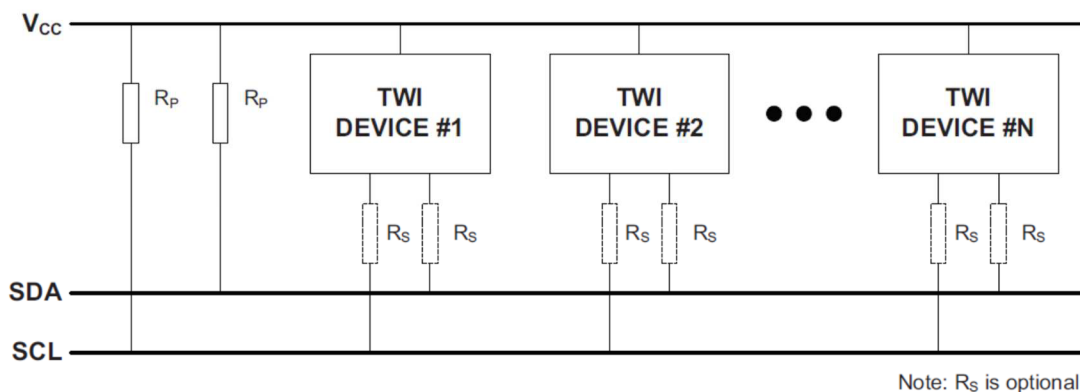 VCC
RP RP
TWI DEVICE #1
TWI DEVICE #2
TWI DEVICE #N
RS RS RS RS RS RS
SDA
SCL
Note: RS is optional